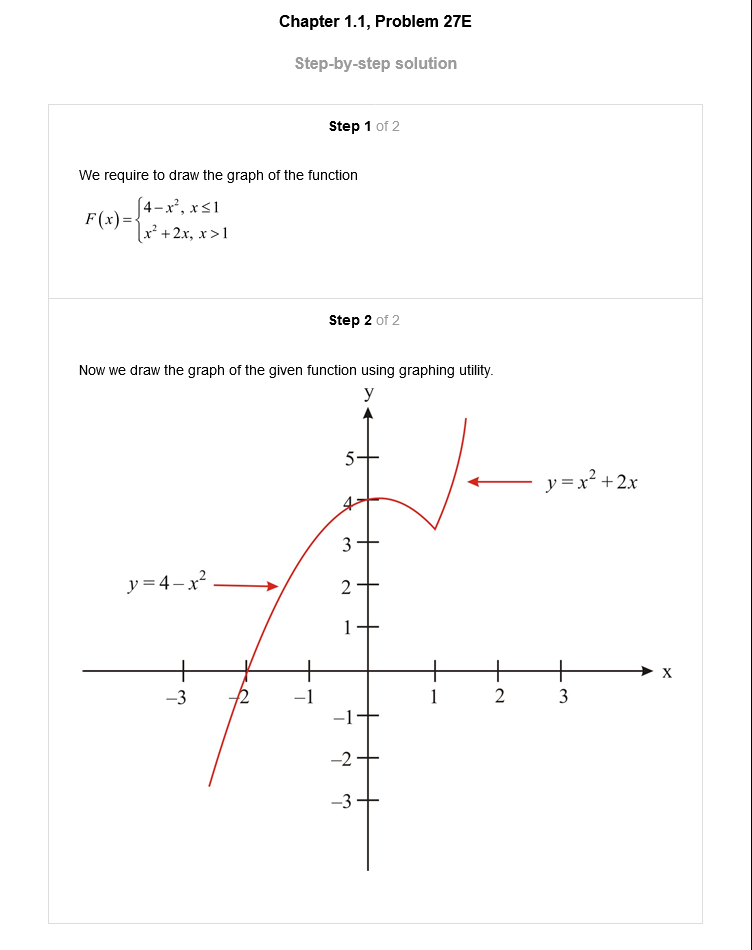 Chapter 1.1, Problem 27E
Step-by-step solution
Step 1 of 2
We require to draw the graph of the function
F(x)={4−x², x≤1
x²+2x, x>1
Step 2 of 2
Now we draw the graph of the given function using graphing utility.
y
5
y=x²+2x
4
3
y=4−x²
2
1
x
−3 −2 −1 1 2 3
−1
−2
−3